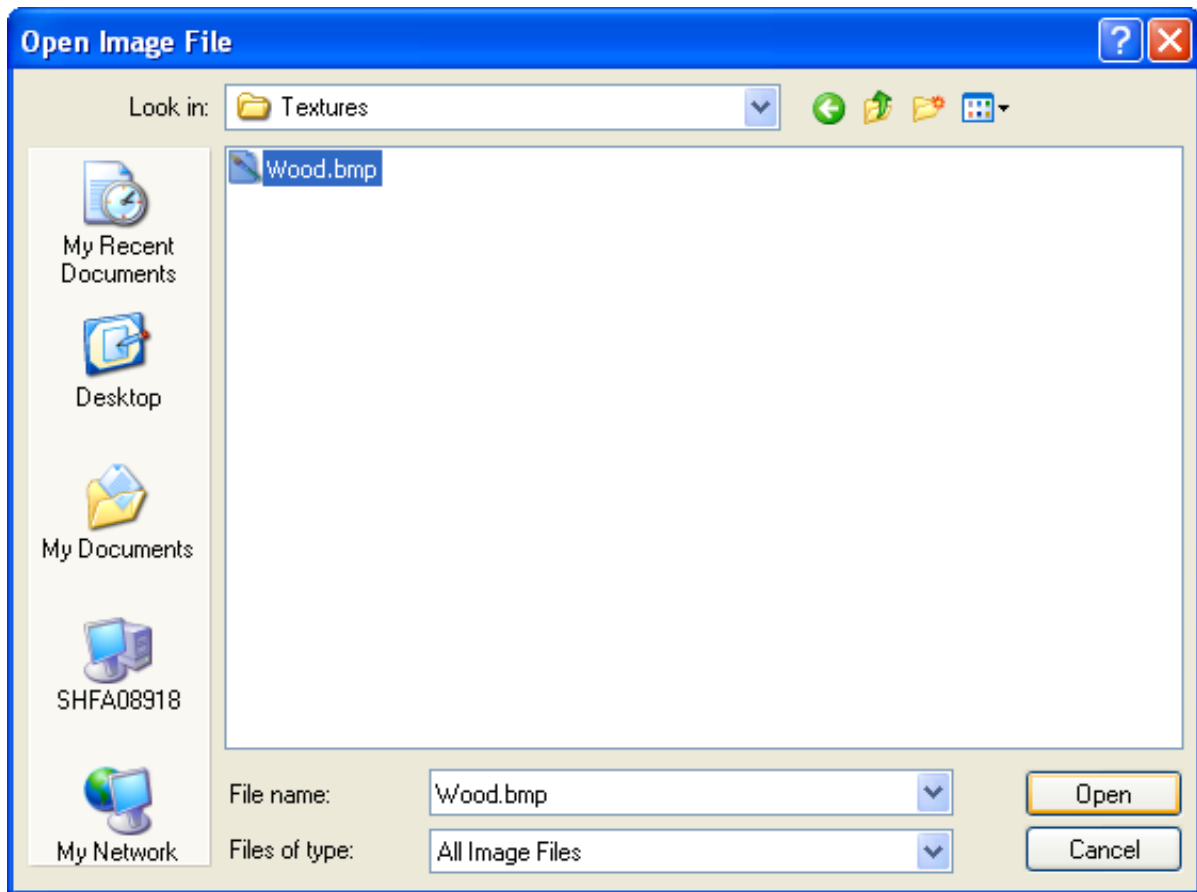 Open Image File
Look in: Textures
Wood.bmp
My Recent
Documents
Desktop
My Documents
SHFA08918
My Network
File name: Wood.bmp Open
Files of type: All Image Files Cancel